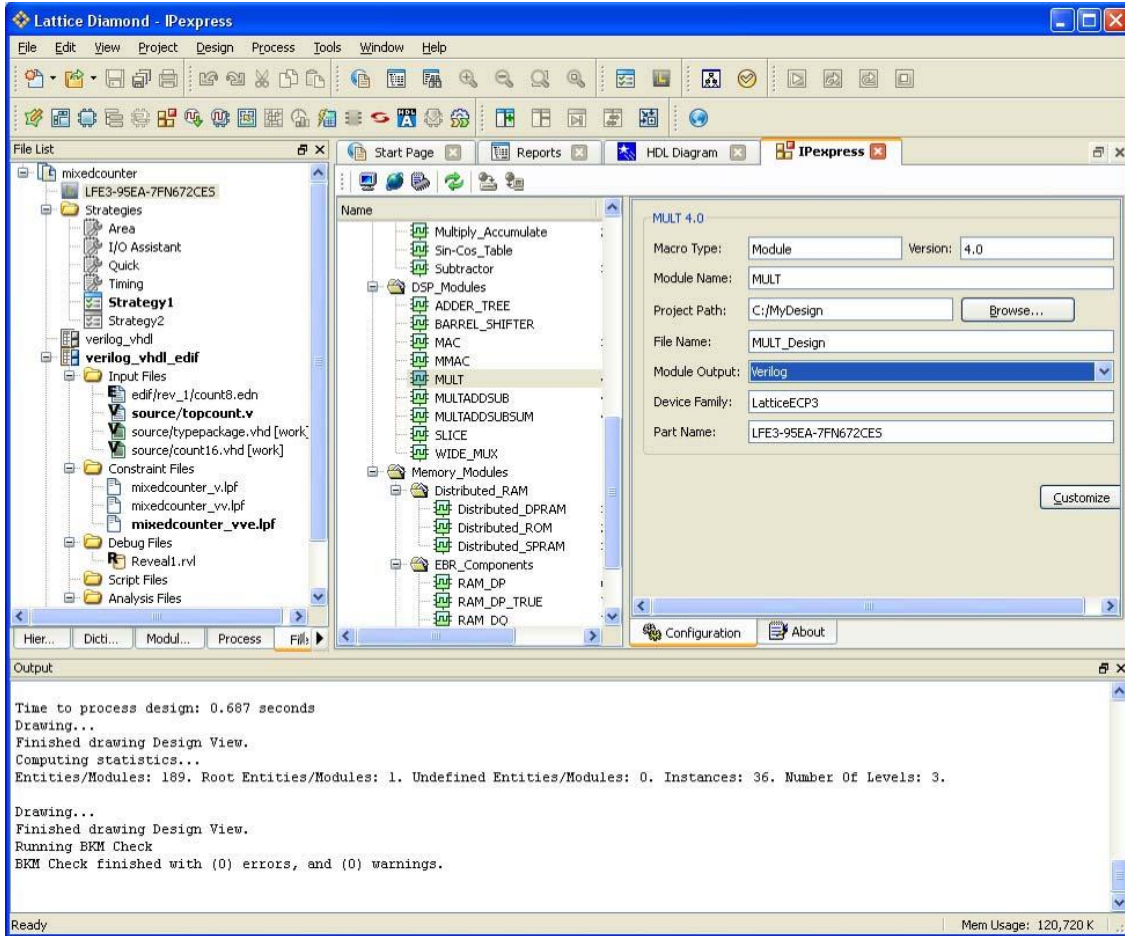 Lattice Diamond - IPexpress
File Edit View Project Design Process Tools Window Help
File List
Start Page Reports HDL Diagram IPexpress
mixedcounter
LFE3-95EA-7FN672CES
Strategies
Area
I/O Assistant
Quick
Timing
Strategy1
Strategy2
verilog_vhdl
verilog_vhdl_edif
Input Files
edif/rev_1/count8.edn
source/topcount.v
source/typepackage.vhd [work]
source/count16.vhd [work]
Constraint Files
mixedcounter_v.lpf
mixedcounter_vv.lpf
mixedcounter_vve.lpf
Debug Files
Reveal1.rvl
Script Files
Analysis Files
Hier... Dicti... Modul... Process
Name
Multiply_Accumulate
Sin-Cos_Table
Subtractor
DSP_Modules
ADDER_TREE
BARREL_SHIFTER
MAC
MMAC
MULT
MULTADDSUB
MULTADDSUBSUM
SLICE
WIDE_MUX
Memory_Modules
Distributed_RAM
Distributed_DPRAM
Distributed_ROM
Distributed_SPRAM
EBR_Components
RAM_DP
RAM_DP_TRUE
RAM_DQ
MULT 4.0
Macro Type: Module Version: 4.0
Module Name: MULT
Project Path: C:/MyDesign Browse...
File Name: MULT_Design
Module Output: Verilog
Device Family: LatticeECP3
Part Name: LFE3-95EA-7FN672CES
Customize
Configuration About
Output
Time to process design: 0.687 seconds
Drawing...
Finished drawing Design View.
Computing statistics...
Entities/Modules: 189. Root Entities/Modules: 1. Undefined Entities/Modules: 0. Instances: 36. Number Of Levels: 3.
Drawing...
Finished drawing Design View.
Running BKM Check
BKM Check finished with (0) errors, and (0) warnings.
Ready Mem Usage: 120,720 K